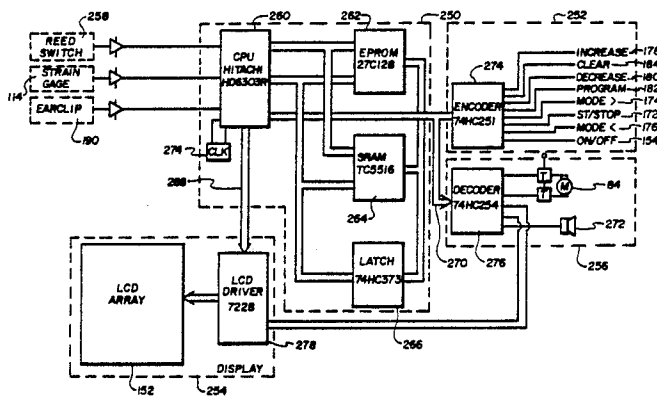 258
260
262
250
252
REED
SWITCH
STRAIN
GAGE
114
EARCLIP
190
CPU
HITACHI
HD6303R
274
CLK
268
EPROM
27C128
SRAM
TC5516
264
LATCH
74HC373
266
274
ENCODER
74HC251
INCREASE 178
CLEAR 184
DECREASE 180
PROGRAM 182
MODE > 174
ST/STOP 172
MODE < 176
ON/OFF 154
DECODER
74HC254
276
270
T
T
M
84
272
256
LCD
ARRAY
152
LCD
DRIVER
7228
278
DISPLAY
254